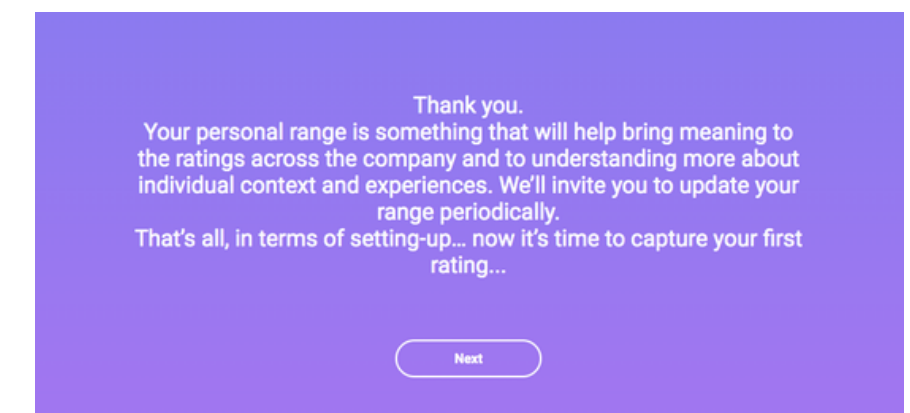 Thank you.
Your personal range is something that will help bring meaning to
the ratings across the company and to understanding more about
individual context and experiences. We’ll invite you to update your
range periodically.
That’s all, in terms of setting-up... now it’s time to capture your first
rating...
Next